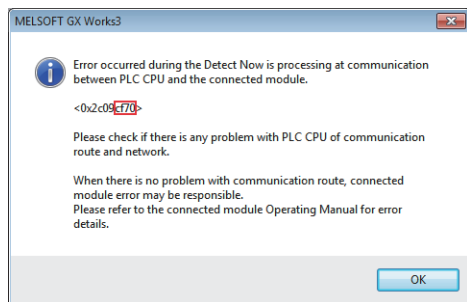 MELSOFT GX Works3
Error occurred during the Detect Now is processing at communication
between PLC CPU and the connected module.
<0x2c09cf70>
Please check if there is any problem with PLC CPU of communication
route and network.
When there is no problem with communication route, connected
module error may be responsible.
Please refer to the connected module Operating Manual for error
details.
OK